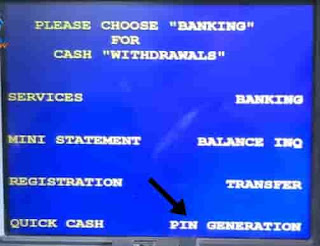 PLEASE CHOOSE "BANKING"
FOR
CASH "WITHDRAWALS"
SERVICES BANKING
MINI STATEMENT BALANCE INQ
REGISTRATION TRANSFER
QUICK CASH PIN GENERATION